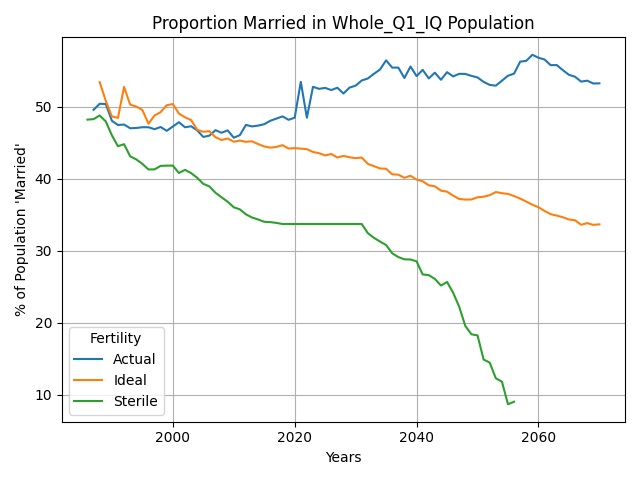 Proportion Married in Whole_Q1_IQ Population
% of Population 'Married'
50
40
30
20
10
Fertility
Actual
Ideal
Sterile
2000
2020
2040
2060
Years